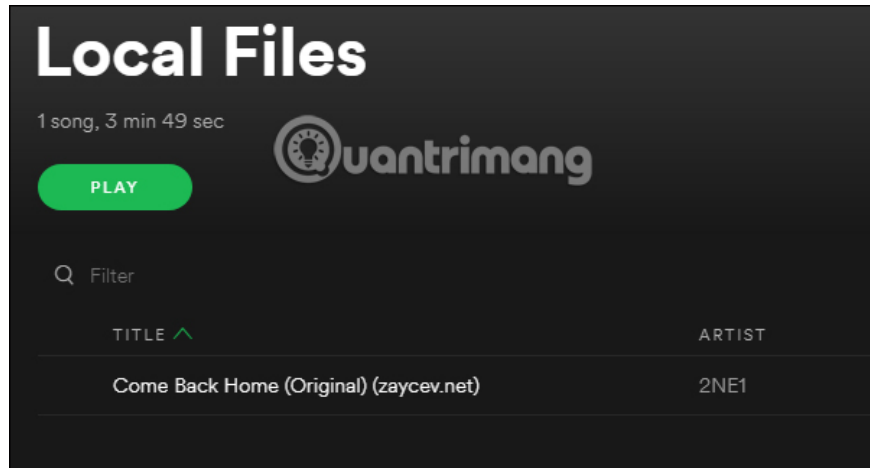 Local Files
1 song, 3 min 49 sec
Quantrimang
PLAY
Filter
TITLE ARTIST
Come Back Home (Original) (zaycev.net) 2NE1